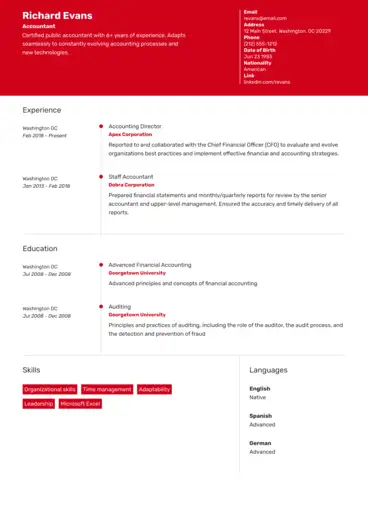 Richard Evans
Accountant
Certified public accountant with 6+ years of experience. Adapts
seamlessly to constantly evolving accounting processes and
new technologies.
Email
revans@email.com
Address
12 Main Street, Washington, DC 20229
Phone
(212) 555-1212
Date of Birth
Jun 23 1993
Nationality
American
Link
linkedin.com/revans
Experience
Washington DC
Feb 2018 - Present
Accounting Director
Apex Corporation
Reported to and collaborated with the Chief Financial Officer (CFO) to evaluate and evolve
organizations best practices and implement effective financial and accounting strategies.
Washington DC
Jan 2013 - Feb 2018
Staff Accountant
Dobra Corporation
Prepared financial statements and monthly/quarterly reports for review by the senior
accountant and upper-level management. Ensured the accuracy and timely delivery of all
reports.
Education
Washington DC
Jul 2008 - Dec 2008
Advanced Financial Accounting
Georgetown University
Advanced principles and concepts of financial accounting
Washington DC
Jul 2008 - Dec 2008
Auditing
Georgetown University
Principles and practices of auditing, including the role of the auditor, the audit process, and
the detection and prevention of fraud
Skills
Organizational skills
Time management
Adaptability
Leadership
Microsoft Excel
Languages
English
Native
Spanish
Advanced
German
Advanced